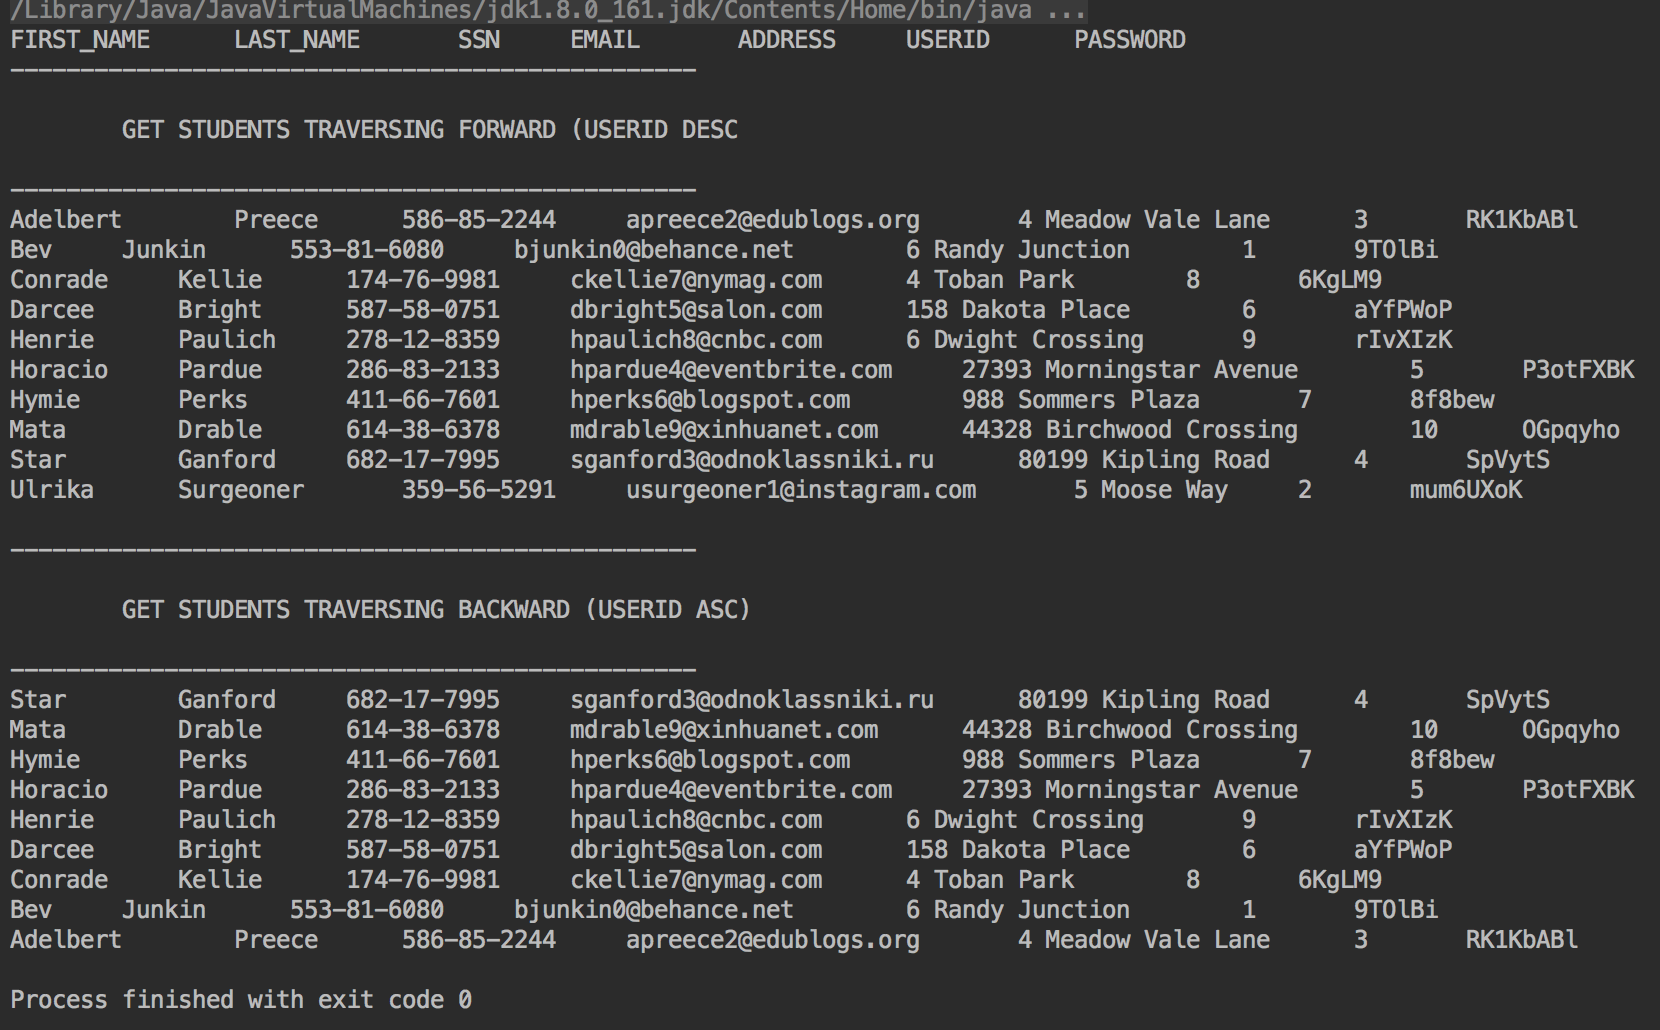 /Library/Java/JavaVirtualMachines/jdk1.8.0_161.jdk/Contents/Home/bin/java ...
FIRST_NAME      LAST_NAME       SSN     EMAIL       ADDRESS     USERID      PASSWORD
-------------------------------------------------
        GET STUDENTS TRAVERSING FORWARD (USERID DESC
-------------------------------------------------
Adelbert        Preece      586-85-2244     apreece2@edublogs.org       4 Meadow Vale Lane      3       RK1KbABl
Bev     Junkin      553-81-6080     bjunkin0@behance.net        6 Randy Junction        1       9TOlBi
Conrade     Kellie      174-76-9981     ckellie7@nymag.com      4 Toban Park        8       6KgLM9
Darcee      Bright      587-58-0751     dbright5@salon.com      158 Dakota Place        6       aYfPWoP
Henrie      Paulich     278-12-8359     hpaulich8@cnbc.com      6 Dwight Crossing       9       rIvXIzK
Horacio     Pardue      286-83-2133     hpardue4@eventbrite.com     27393 Morningstar Avenue        5       P3otFXBK
Hymie       Perks       411-66-7601     hperks6@blogspot.com        988 Sommers Plaza       7       8f8bew
Mata        Drable      614-38-6378     mdrable9@xinhuanet.com      44328 Birchwood Crossing        10      OGpqyho
Star        Ganford     682-17-7995     sganford3@odnoklassniki.ru      80199 Kipling Road      4       SpVytS
Ulrika      Surgeoner       359-56-5291     usurgeoner1@instagram.com       5 Moose Way     2       mum6UXoK
-------------------------------------------------
        GET STUDENTS TRAVERSING BACKWARD (USERID ASC)
-------------------------------------------------
Star        Ganford     682-17-7995     sganford3@odnoklassniki.ru      80199 Kipling Road      4       SpVytS
Mata        Drable      614-38-6378     mdrable9@xinhuanet.com      44328 Birchwood Crossing        10      OGpqyho
Hymie       Perks       411-66-7601     hperks6@blogspot.com        988 Sommers Plaza       7       8f8bew
Horacio     Pardue      286-83-2133     hpardue4@eventbrite.com     27393 Morningstar Avenue        5       P3otFXBK
Henrie      Paulich     278-12-8359     hpaulich8@cnbc.com      6 Dwight Crossing       9       rIvXIzK
Darcee      Bright      587-58-0751     dbright5@salon.com      158 Dakota Place        6       aYfPWoP
Conrade     Kellie      174-76-9981     ckellie7@nymag.com      4 Toban Park        8       6KgLM9
Bev     Junkin      553-81-6080     bjunkin0@behance.net        6 Randy Junction        1       9TOlBi
Adelbert        Preece      586-85-2244     apreece2@edublogs.org       4 Meadow Vale Lane      3       RK1KbABl
Process finished with exit code 0